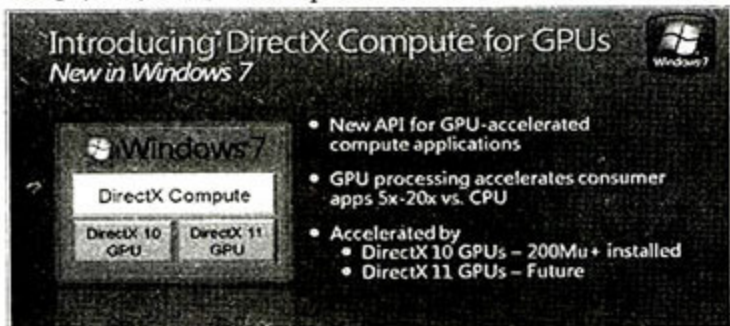 Introducing DirectX Compute for GPUs
New in Windows 7
Windows 7
Windows 7
DirectX Compute
DirectX 10 GPU
DirectX 11 GPU
• New API for GPU-accelerated
compute applications
• GPU processing accelerates consumer
apps 5x-20x vs. CPU
• Accelerated by
• DirectX 10 GPUs – 200Mu+ installed
• DirectX 11 GPUs – Future